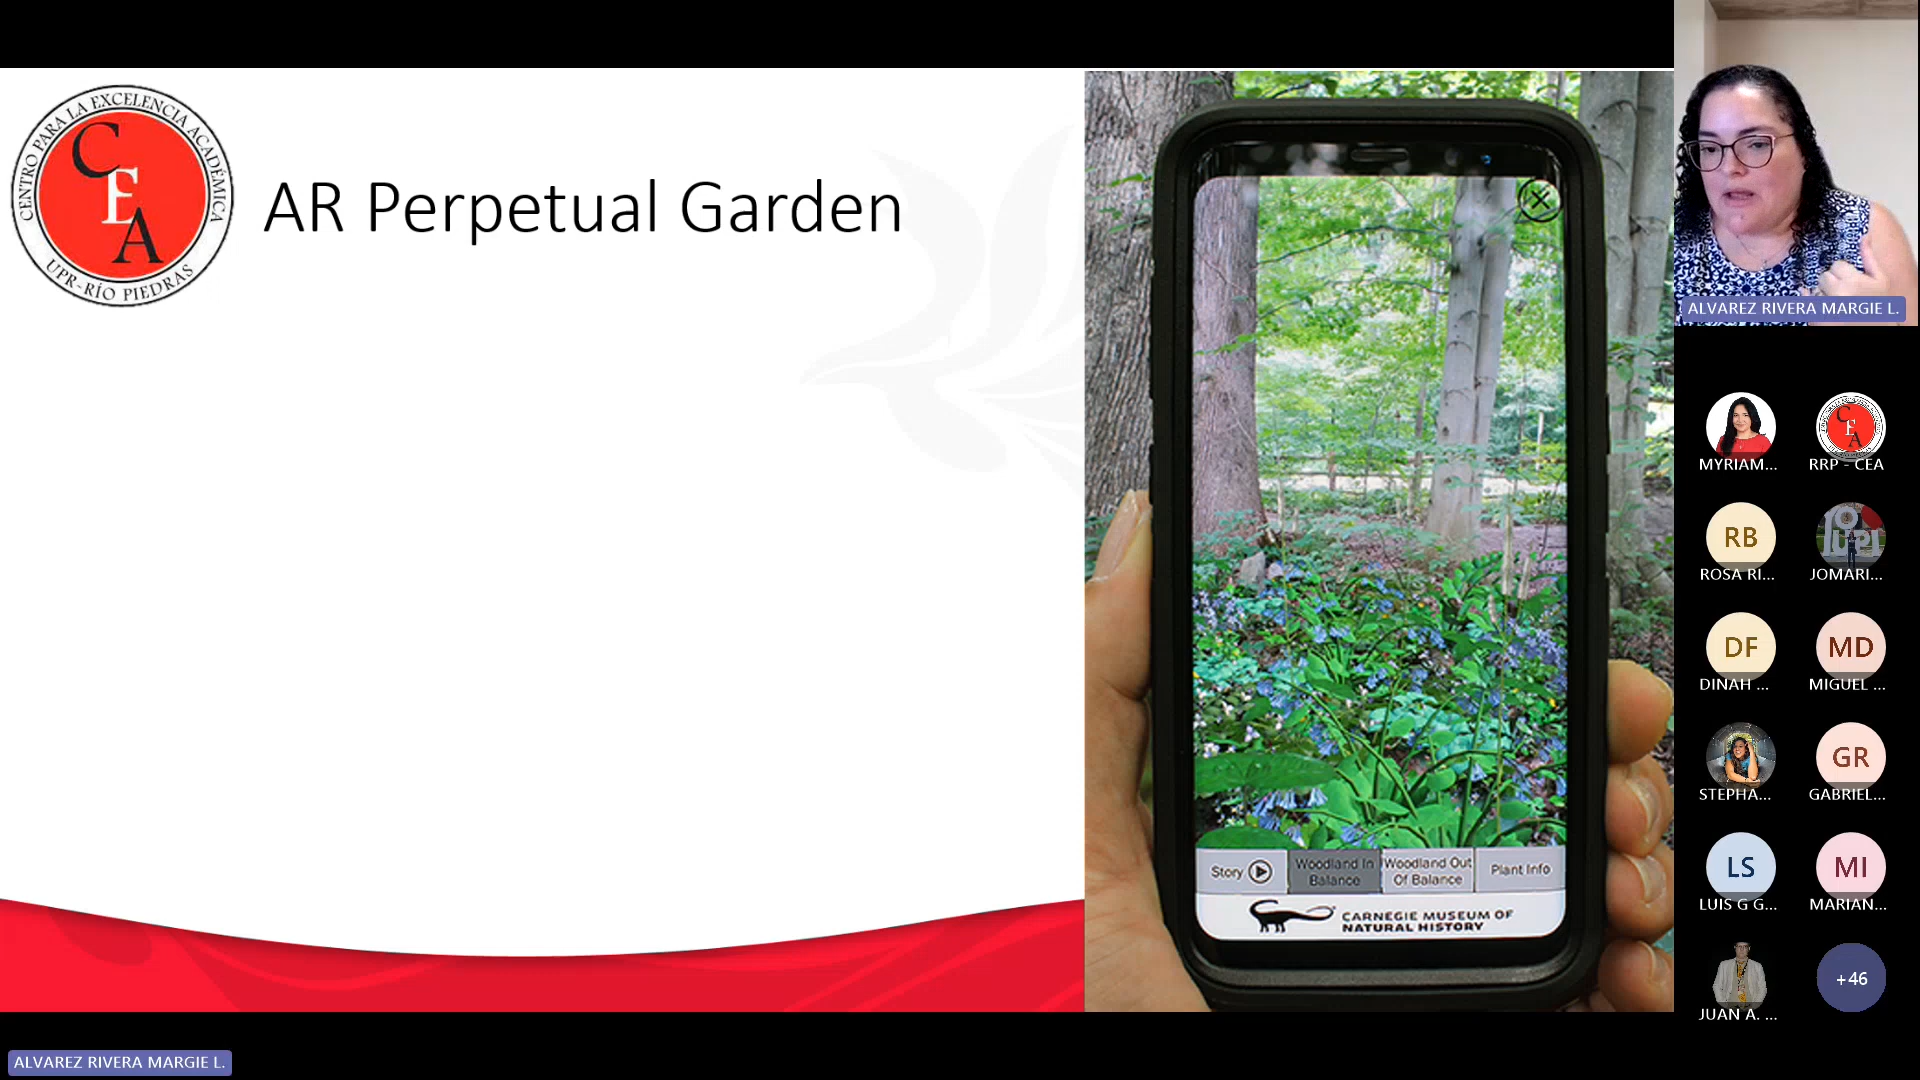 CENTRO PARA LA EXCELENCIA ACADÉMICA
CEA
UPR-RÍO PIEDRAS
AR Perpetual Garden
Story
Woodland In
Balance
Woodland Out
Of Balance
Plant Info
CARNEGIE MUSEUM OF
NATURAL HISTORY
ALVAREZ RIVERA MARGIE L.
MYRIAM...
RRP - CEA
RB
ROSA RI...
JOMARI...
DF
DINAH ...
MD
MIGUEL ...
STEPHA...
GR
GABRIEL...
LS
LUIS G G...
MI
MARIAN...
JUAN A. ...
+46
ALVAREZ RIVERA MARGIE L.